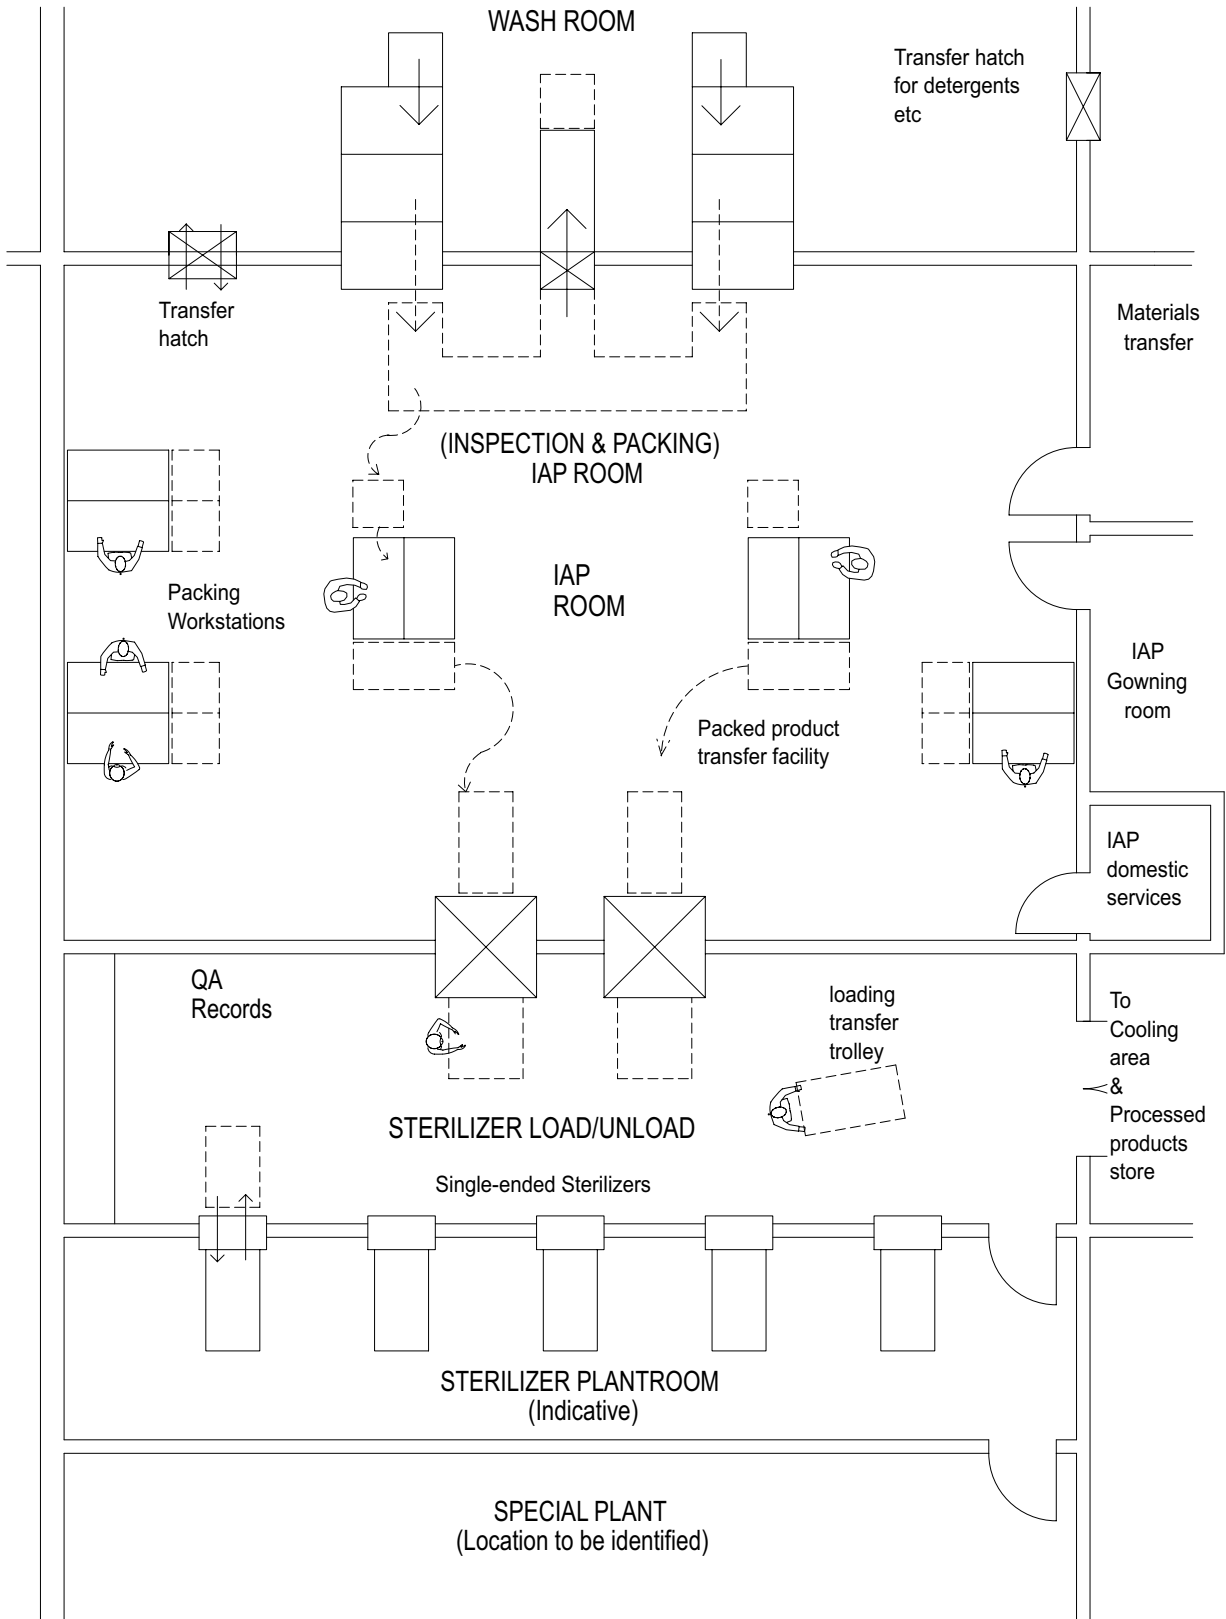 WASH ROOM
Transfer hatch
for detergents
etc
Transfer
hatch
Materials
transfer
(INSPECTION & PACKING)
IAP ROOM
IAP
ROOM
Packing
Workstations
IAP
Gowning
room
Packed product
transfer facility
IAP
domestic
services
QA
Records
loading
transfer
trolley
To
Cooling
area
&
Processed
products
store
STERILIZER LOAD/UNLOAD
Single-ended Sterilizers
STERILIZER PLANTROOM
(Indicative)
SPECIAL PLANT
(Location to be identified)